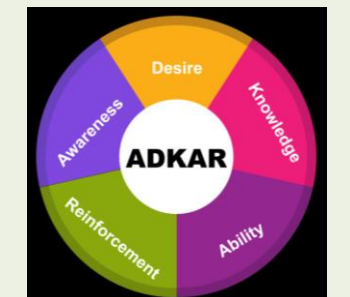 Desire
Knowledge
Awareness
ADKAR
Reinforcement
Ability